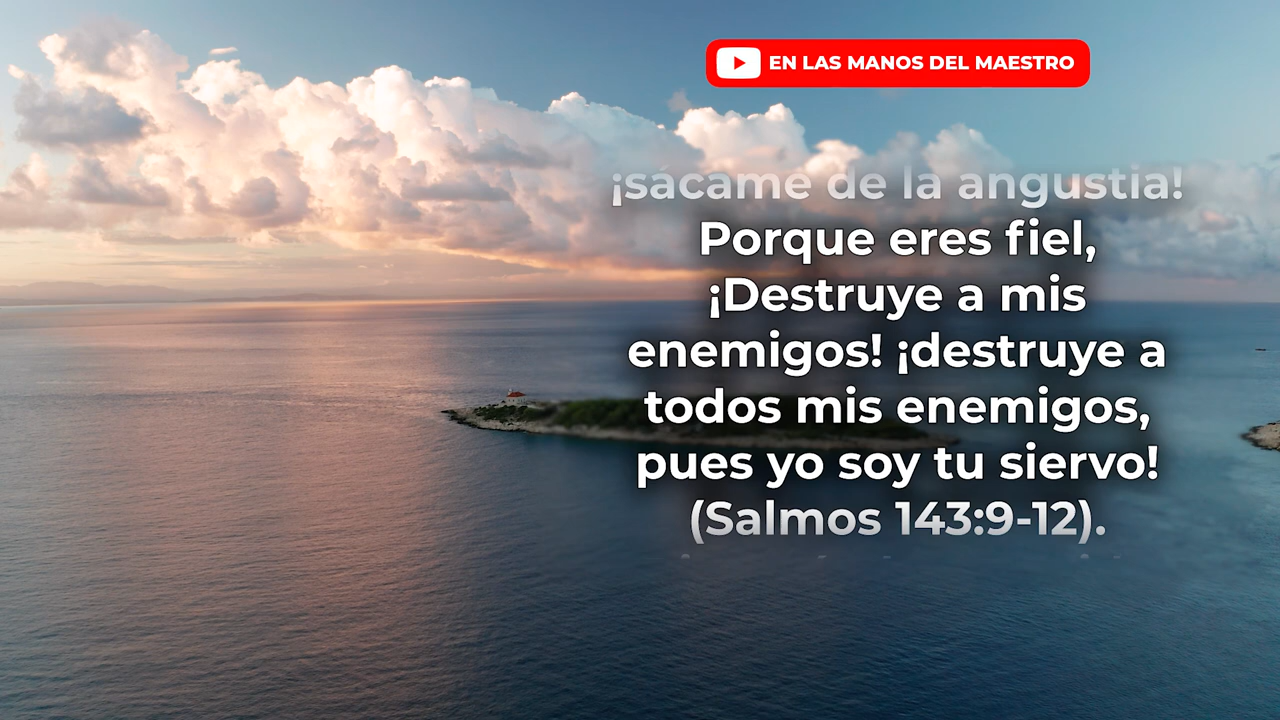 EN LAS MANOS DEL MAESTRO
¡sácame de la angustia!
Porque eres fiel,
¡Destruye a mis
enemigos! ¡destruye a
todos mis enemigos,
pues yo soy tu siervo!
(Salmos 143:9-12).